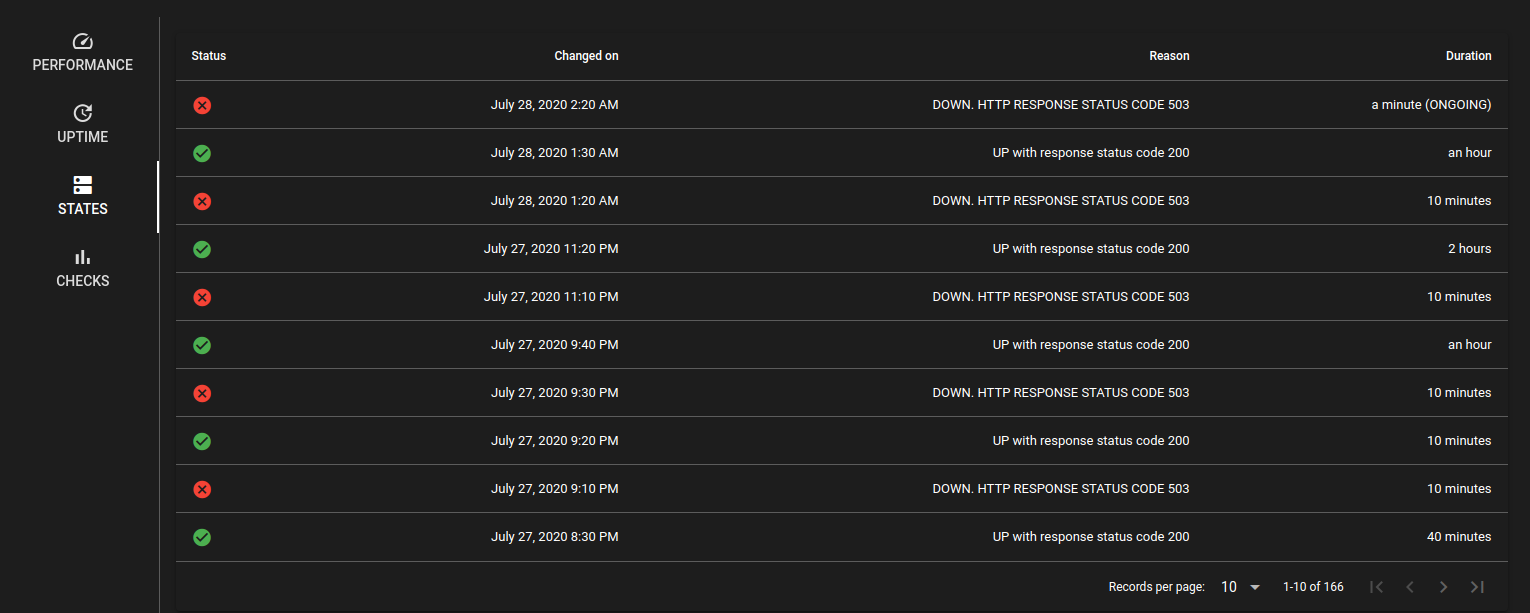 PERFORMANCE
UPTIME
STATES
CHECKS
Status Changed on Reason Duration
July 28, 2020 2:20 AM DOWN. HTTP RESPONSE STATUS CODE 503 a minute (ONGOING)
July 28, 2020 1:30 AM UP with response status code 200 an hour
July 28, 2020 1:20 AM DOWN. HTTP RESPONSE STATUS CODE 503 10 minutes
July 27, 2020 11:20 PM UP with response status code 200 2 hours
July 27, 2020 11:10 PM DOWN. HTTP RESPONSE STATUS CODE 503 10 minutes
July 27, 2020 9:40 PM UP with response status code 200 an hour
July 27, 2020 9:30 PM DOWN. HTTP RESPONSE STATUS CODE 503 10 minutes
July 27, 2020 9:20 PM UP with response status code 200 10 minutes
July 27, 2020 9:10 PM DOWN. HTTP RESPONSE STATUS CODE 503 10 minutes
July 27, 2020 8:30 PM UP with response status code 200 40 minutes
Records per page: 10 1-10 of 166